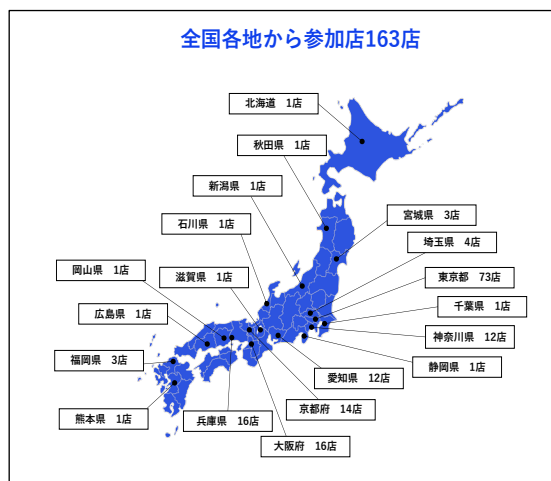 全国各地から参加店163店
北海道　1店
秋田県　1店
新潟県　1店
石川県　1店
宮城県　3店
埼玉県　4店
岡山県　1店
滋賀県　1店
東京都　73店
広島県　1店
千葉県　1店
神奈川県　12店
福岡県　3店
静岡県　1店
愛知県　12店
京都府　14店
熊本県　1店
兵庫県　16店
大阪府　16店